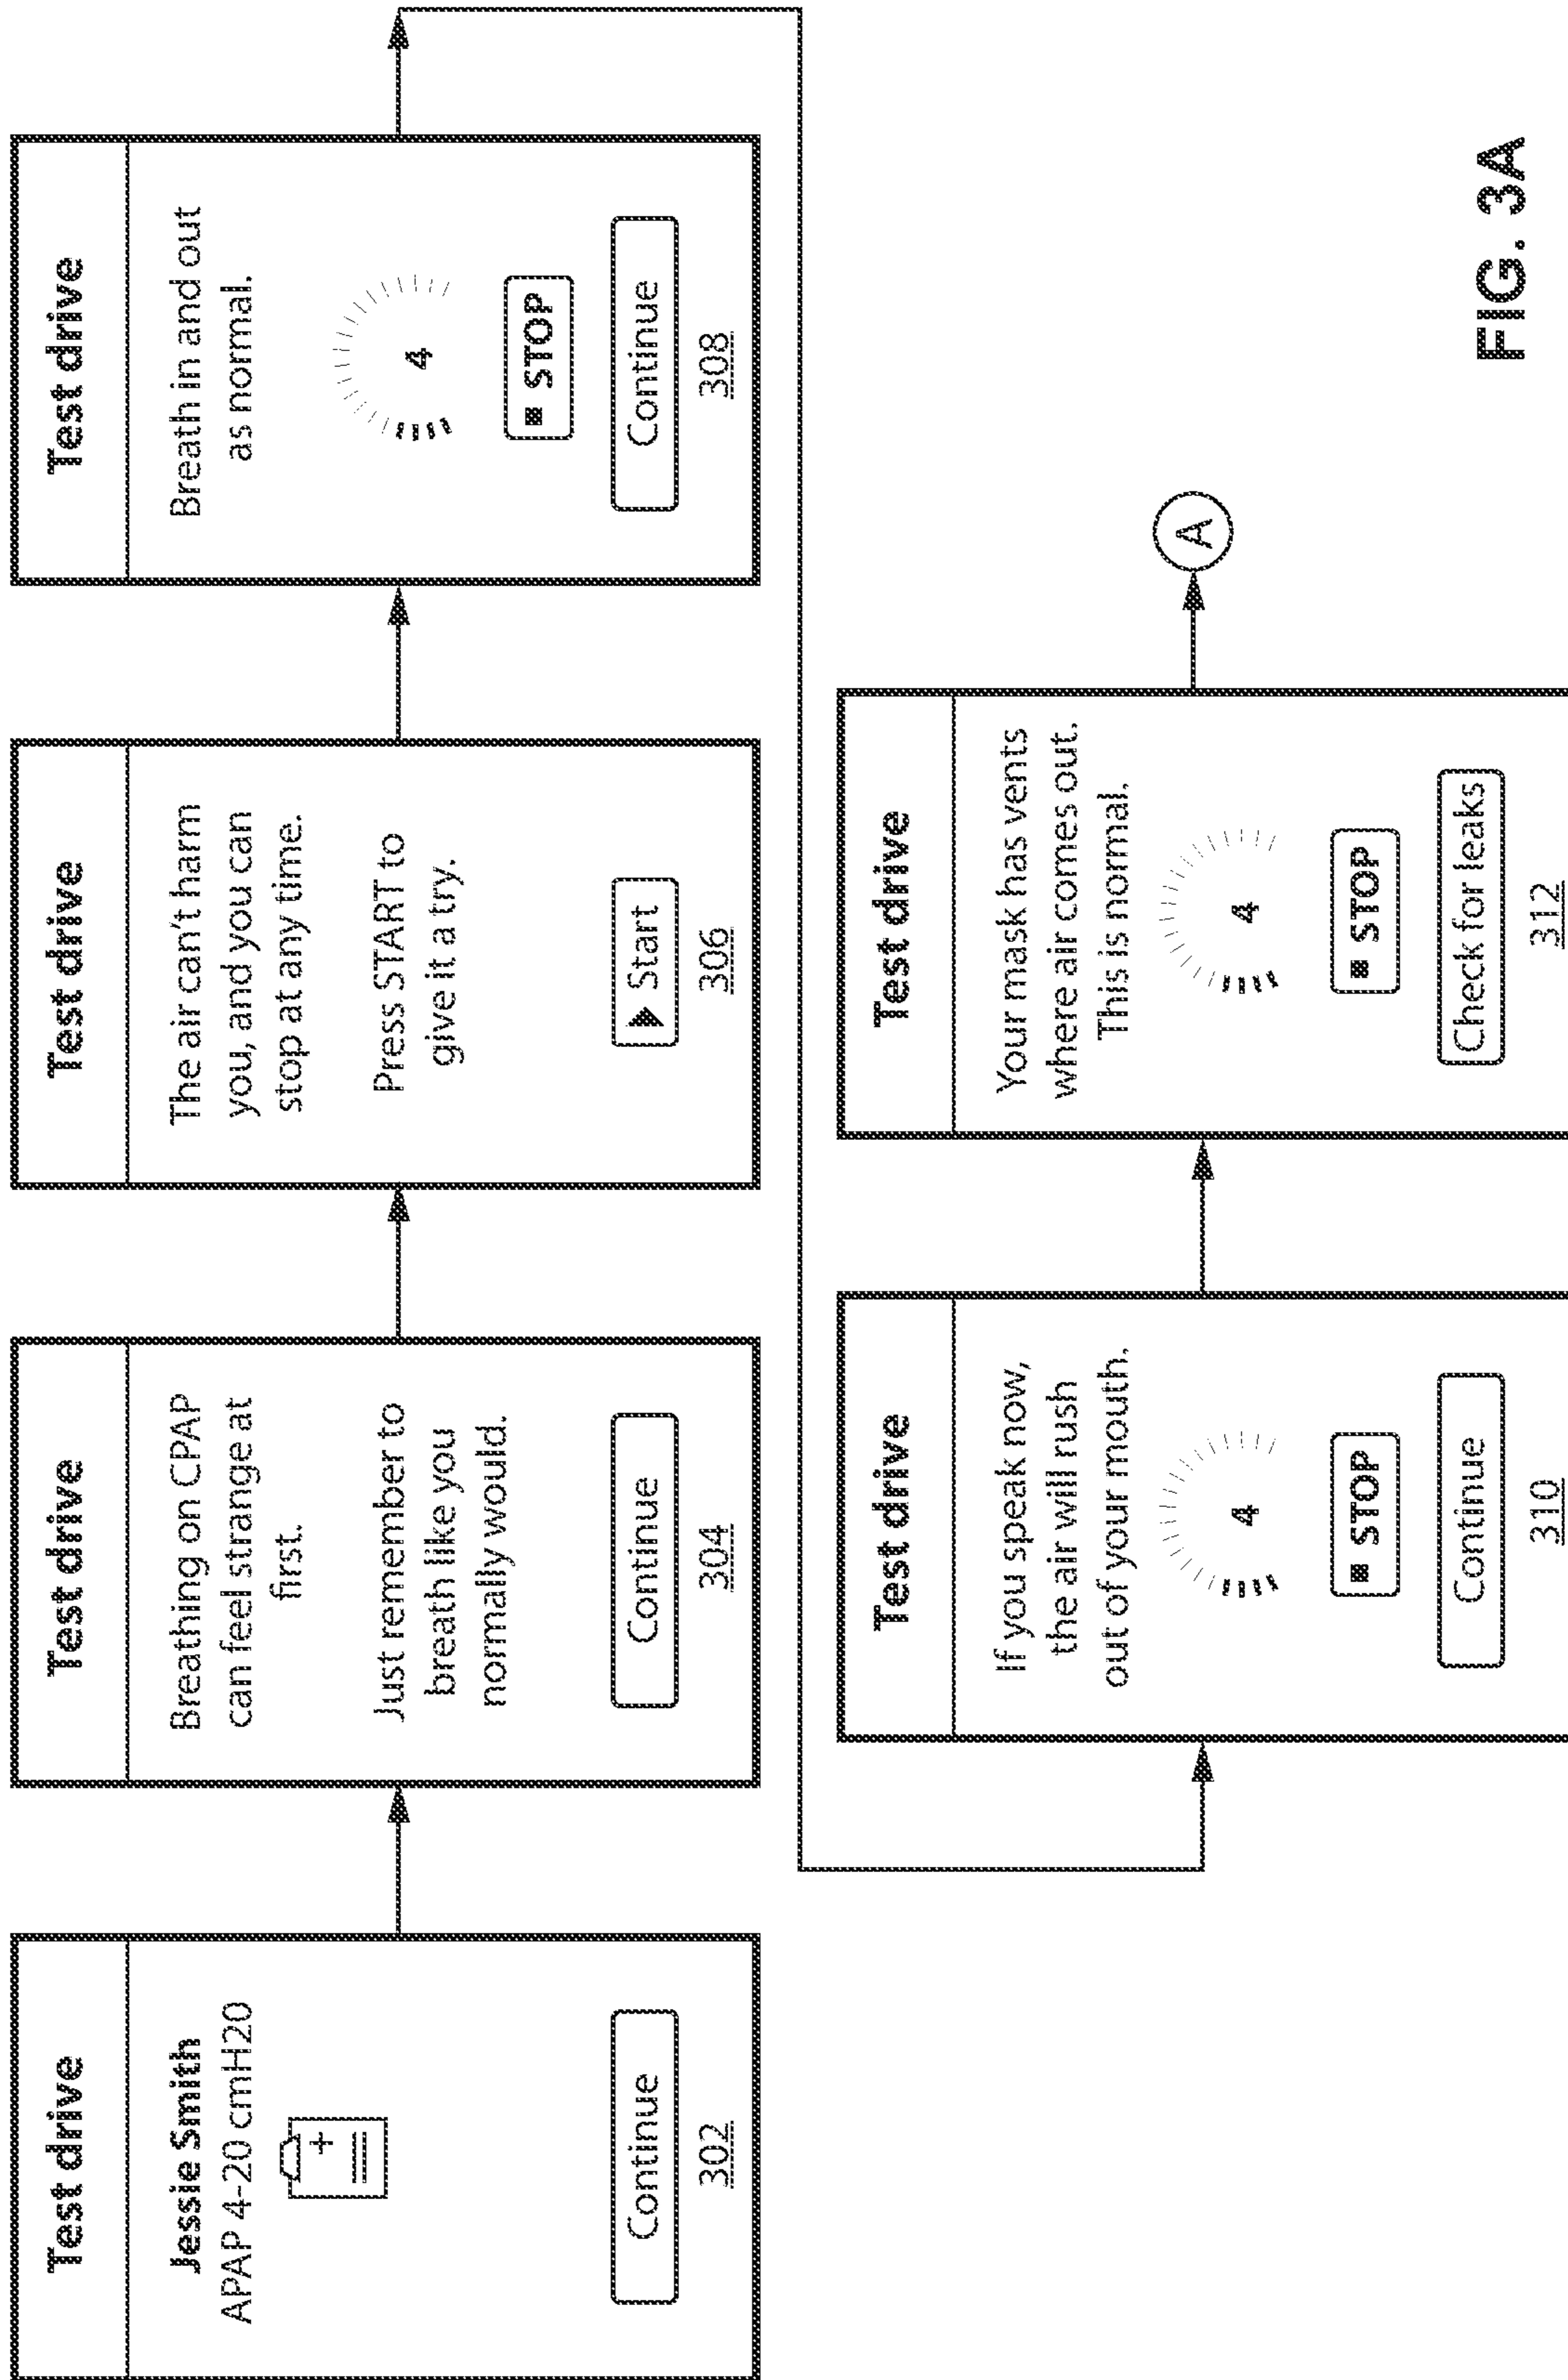 Test drive
Jessie Smith
APAP 4-20 cmH20
Continue
302
Test drive
Breathing on CPAP
can feel strange at
first.
Just remember to
breath like you
normally would.
Continue
304
Test drive
The air can't harm
you, and you can
stop at any time.
Press START to
give it a try.
Start
306
Test drive
Breath in and out
as normal.
4
STOP
Continue
308
Test drive
If you speak now,
the air will rush
out of your mouth.
4
STOP
Continue
310
Test drive
Your mask has vents
where air comes out.
This is normal.
4
STOP
Check for leaks
312
A
FIG. 3A